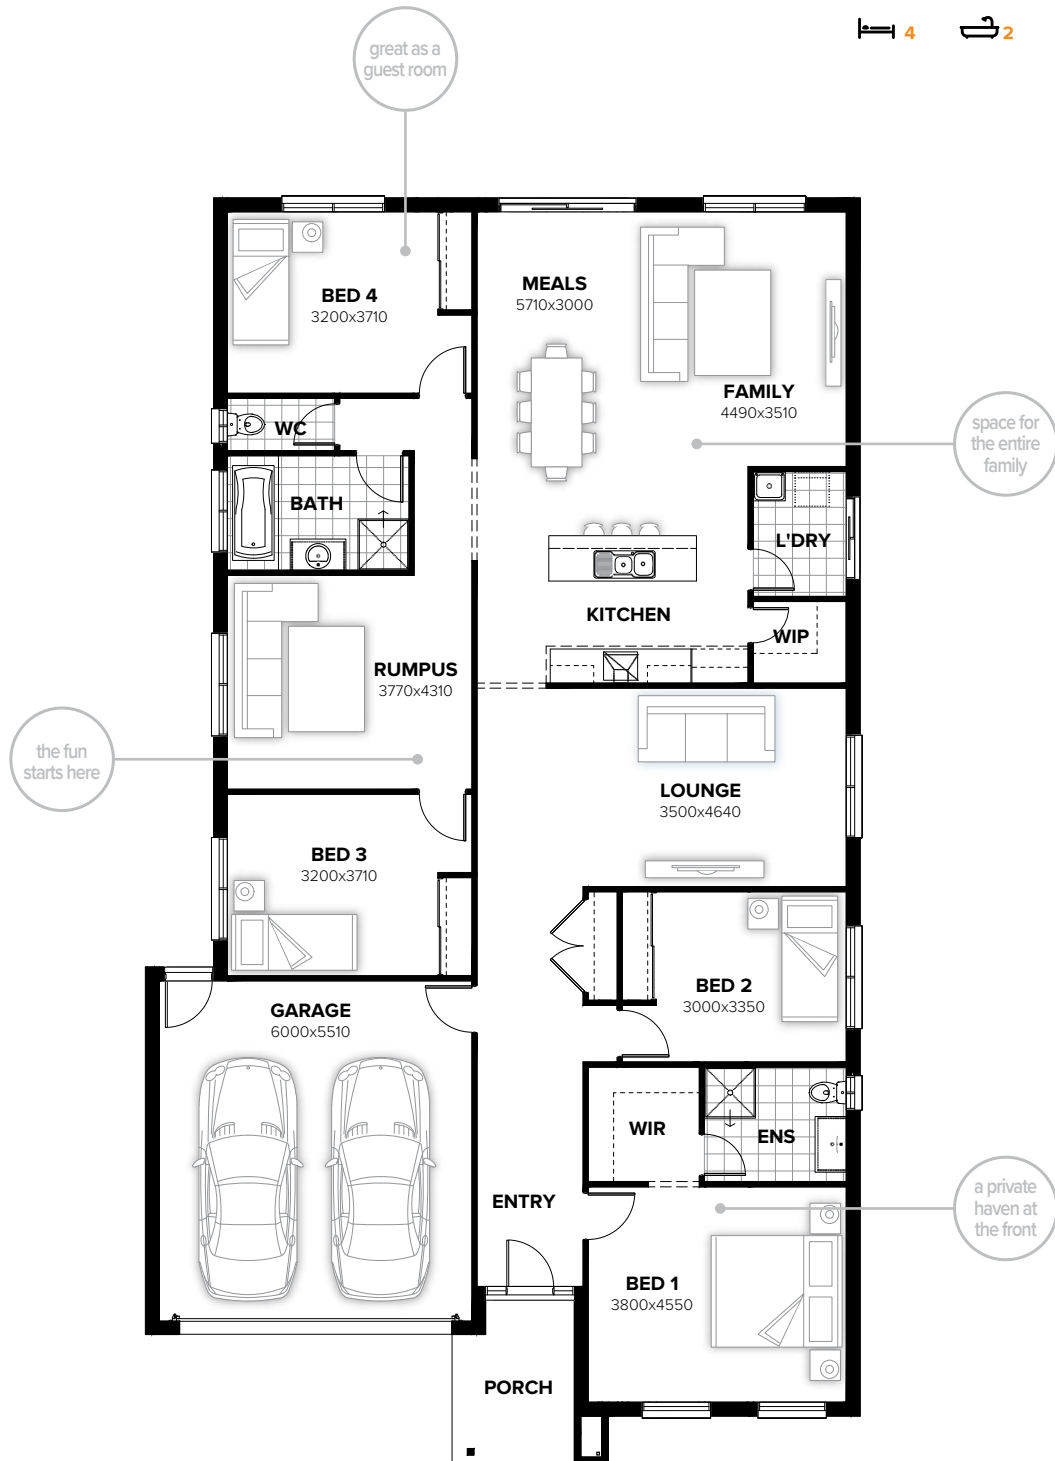 4
2
great as a
guest room
BED 4
3200x3710
MEALS
5710x3000
FAMILY
4490x3510
space for
the entire
family
WC
BATH
L'DRY
KITCHEN
WIP
RUMPUS
3770x4310
the fun
starts here
LOUNGE
3500x4640
BED 3
3200x3710
BED 2
3000x3350
GARAGE
6000x5510
WIR
ENS
ENTRY
a private
haven at
the front
BED 1
3800x4550
PORCH